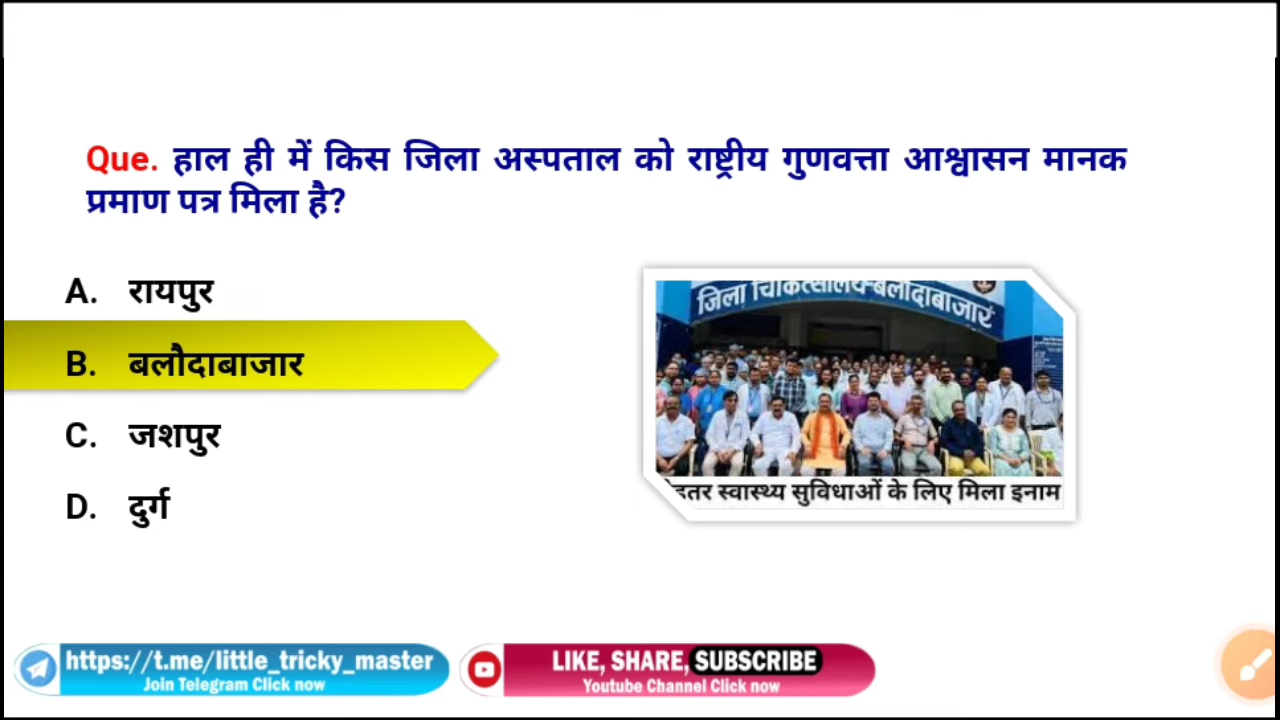 Que. हाल ही में किस जिला अस्पताल को राष्ट्रीय गुणवत्ता आश्वासन मानक
प्रमाण पत्र मिला है?
A. रायपुर
B. बलौदाबाजार
C. जशपुर
D. दुर्ग
जिला चिकित्सालय बलौदाबाजार
स्वास्थ्य सुविधाओं के लिए मिला इनाम
https://t.me/little_tricky_master
Join Telegram Click now
LIKE, SHARE, SUBSCRIBE
Youtube Channel Click now